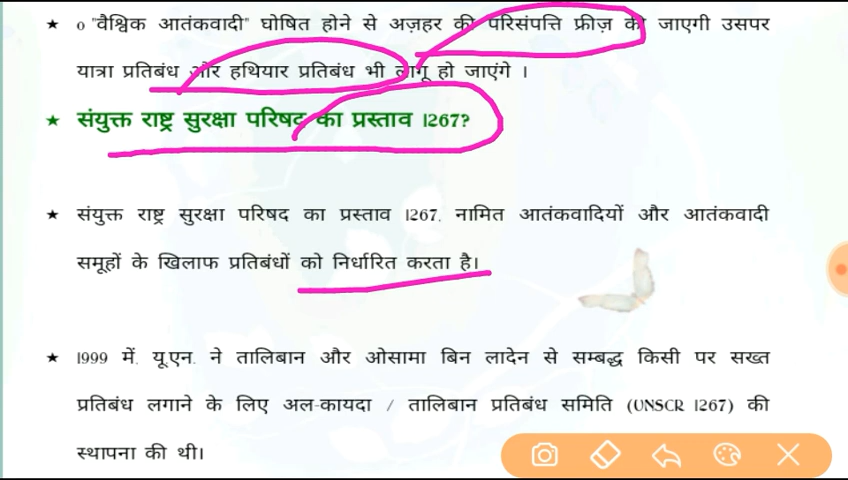 ★ o "वैश्विक आतंकवादी" घोषित होने से अज़हर की परिसंपत्ति फ्रीज़ की जाएगी उसपर
यात्रा प्रतिबंध और हथियार प्रतिबंध भी लागू हो जाएंगे ।
★ संयुक्त राष्ट्र सुरक्षा परिषद का प्रस्ताव 1267?
★ संयुक्त राष्ट्र सुरक्षा परिषद का प्रस्ताव 1267, नामित आतंकवादियों और आतंकवादी
समूहों के खिलाफ प्रतिबंधों को निर्धारित करता है।
★ 1999 में, यू.एन. ने तालिबान और ओसामा बिन लादेन से सम्बद्ध किसी पर सख्त
प्रतिबंध लगाने के लिए अल-कायदा / तालिबान प्रतिबंध समिति (UNSCR 1267) की
स्थापना की थी।